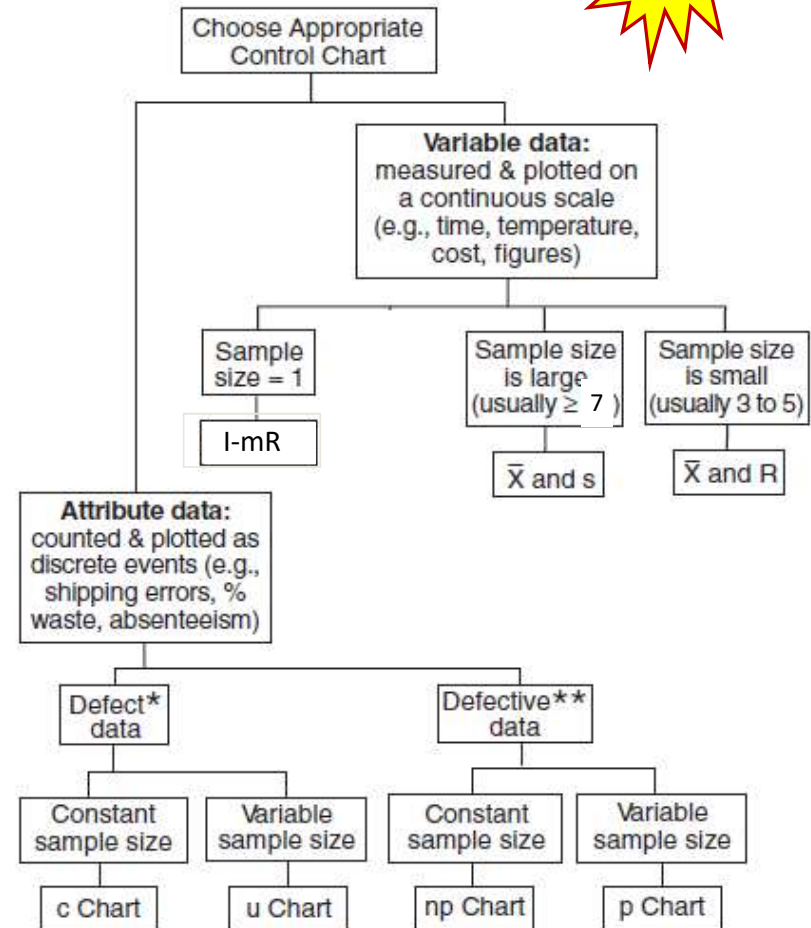 Choose Appropriate
Control Chart
Variable data:
measured & plotted on
a continuous scale
(e.g., time, temperature,
cost, figures)
Sample
size = 1
I-mR
Sample size
is large
(usually ≥ 7 )
X̅ and s
Sample size
is small
(usually 3 to 5)
X̅ and R
Attribute data:
counted & plotted as
discrete events (e.g.,
shipping errors, %
waste, absenteeism)
Defect*
data
Defective**
data
Constant
sample size
Variable
sample size
Constant
sample size
Variable
sample size
c Chart
u Chart
np Chart
p Chart